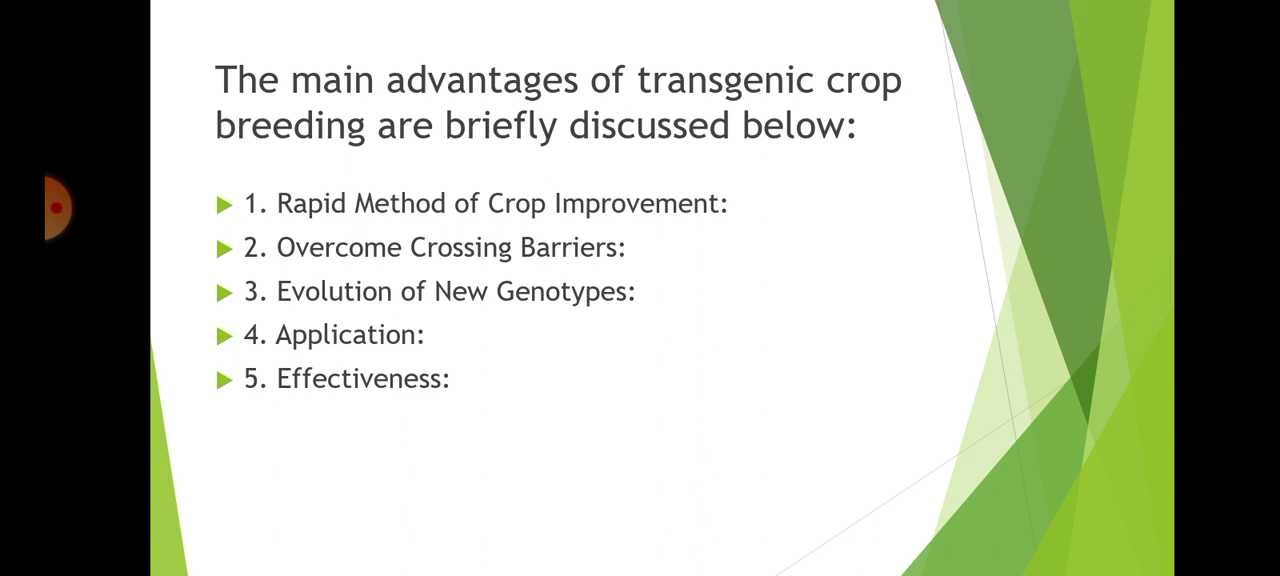 The main advantages of transgenic crop
breeding are briefly discussed below:
1. Rapid Method of Crop Improvement:
2. Overcome Crossing Barriers:
3. Evolution of New Genotypes:
4. Application:
5. Effectiveness: